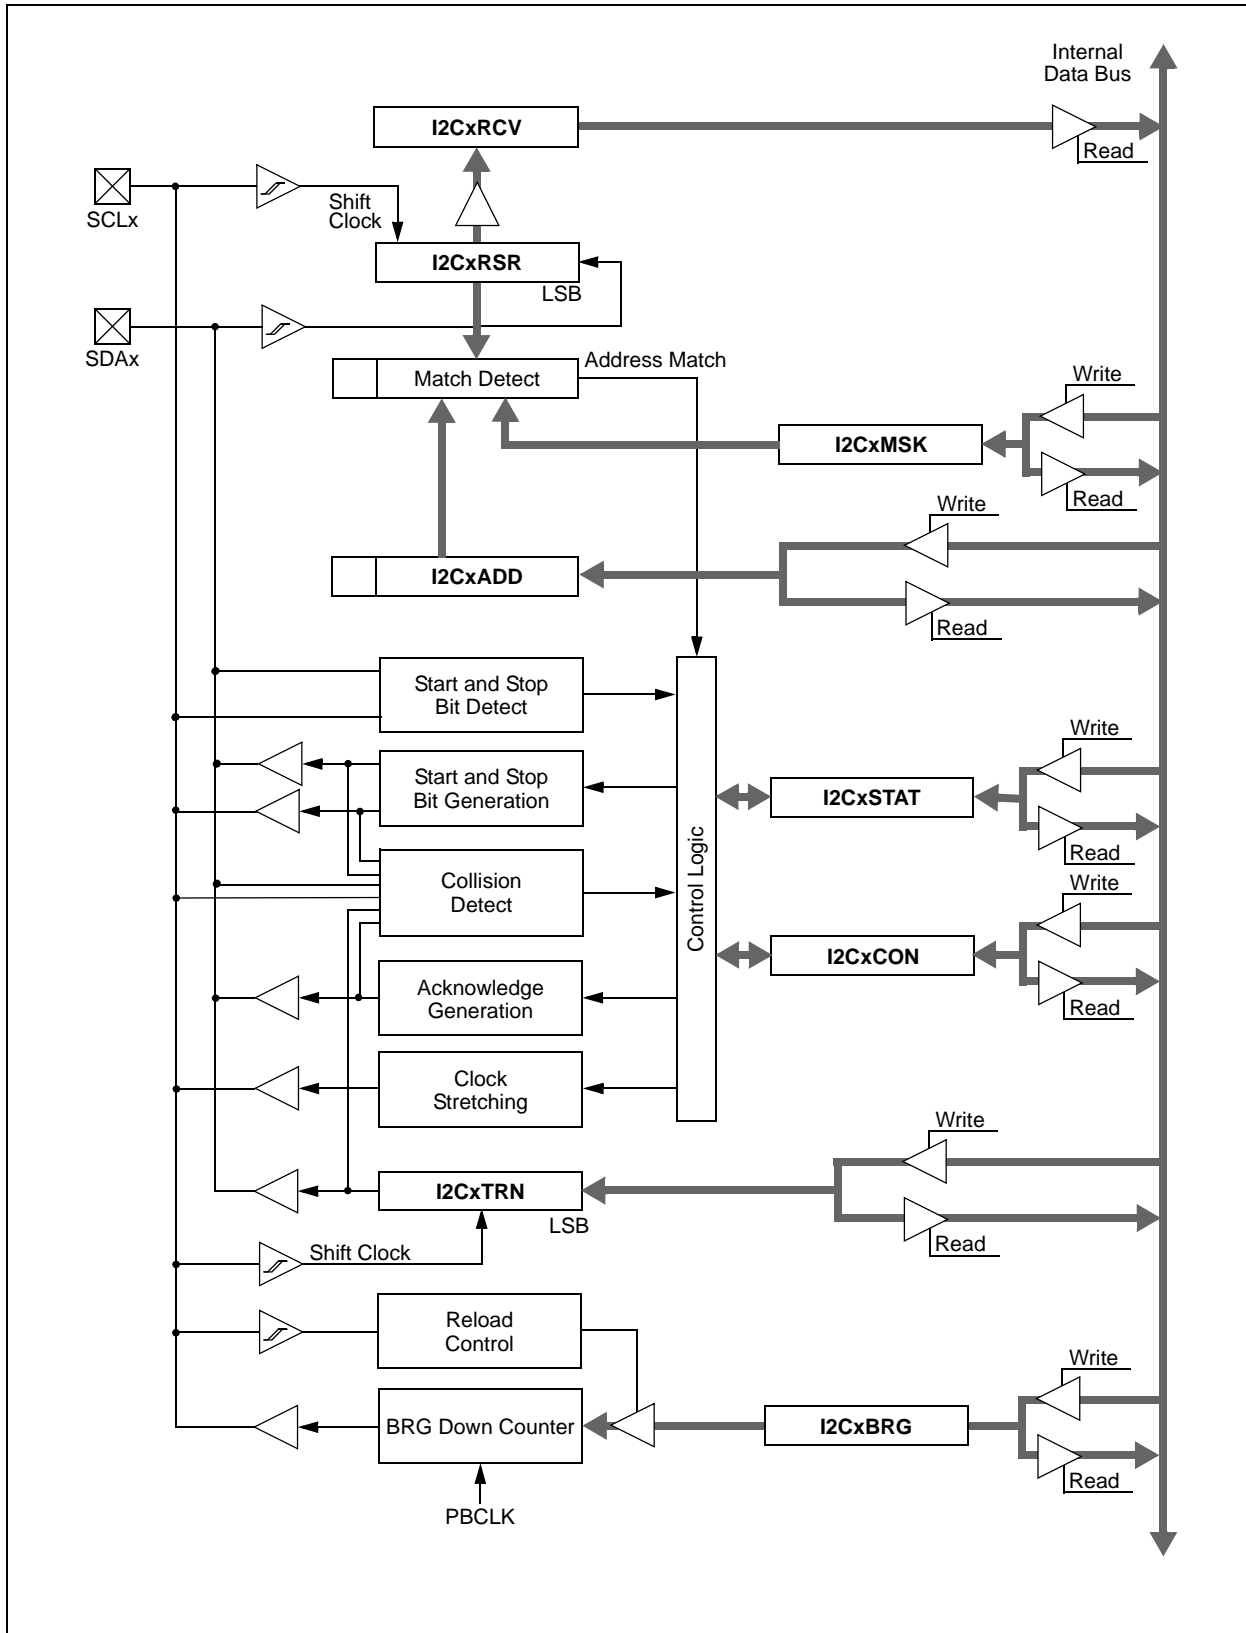 Internal
Data Bus
I2CxRCV
Read
SCLx
Shift
Clock
I2CxRSR
LSB
SDAx
Match Detect
Address Match
Write
I2CxMSK
Read
Write
I2CxADD
Read
Start and Stop
Bit Detect
Write
Start and Stop
Bit Generation
I2CxSTAT
Read
Control Logic
Collision
Detect
Write
I2CxCON
Read
Acknowledge
Generation
Clock
Stretching
Write
I2CxTRN
LSB
Read
Shift Clock
Reload
Control
Write
BRG Down Counter
I2CxBRG
Read
PBCLK